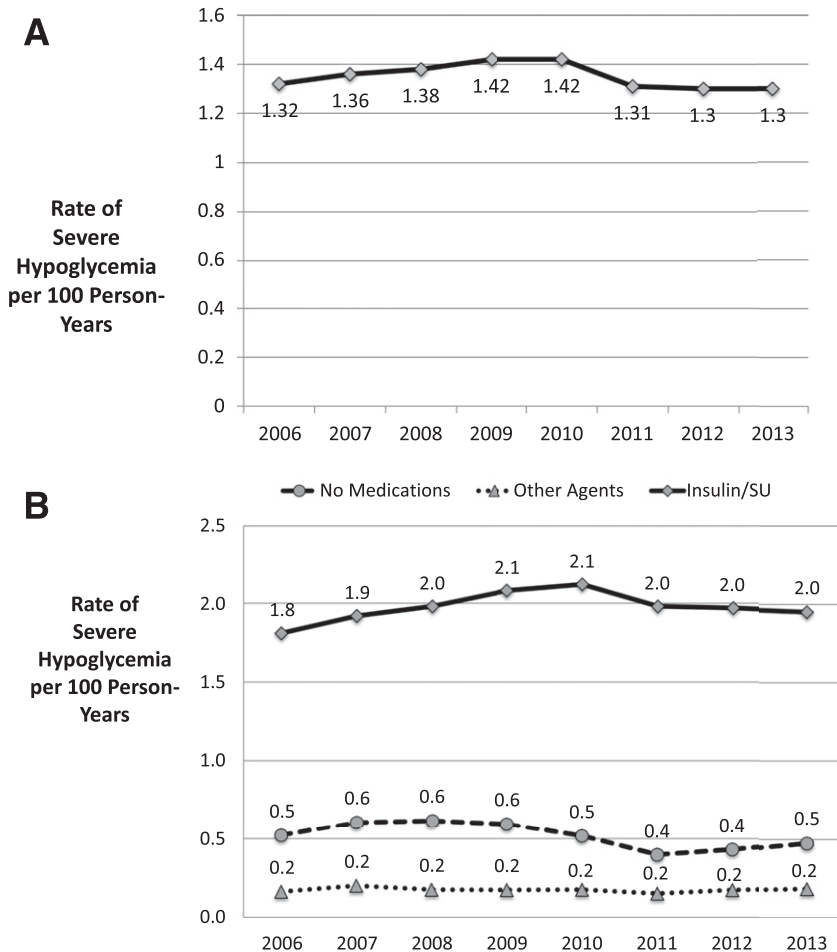 A
1.6
1.4
1.2
1
0.8
0.6
0.4
0.2
0
Rate of
Severe
Hypoglycemia
per 100 Person-
Years
1.32 1.36 1.38 1.42 1.42 1.31 1.3 1.3
2006 2007 2008 2009 2010 2011 2012 2013
B
No Medications Other Agents Insulin/SU
2.5
2.0
1.5
1.0
0.5
0.0
Rate of
Severe
Hypoglycemia
per 100 Person-
Years
1.8 1.9 2.0 2.1 2.1 2.0 2.0 2.0
0.5 0.6 0.6 0.6 0.5 0.4 0.4 0.5
0.2 0.2 0.2 0.2 0.2 0.2 0.2 0.2
2006 2007 2008 2009 2010 2011 2012 2013